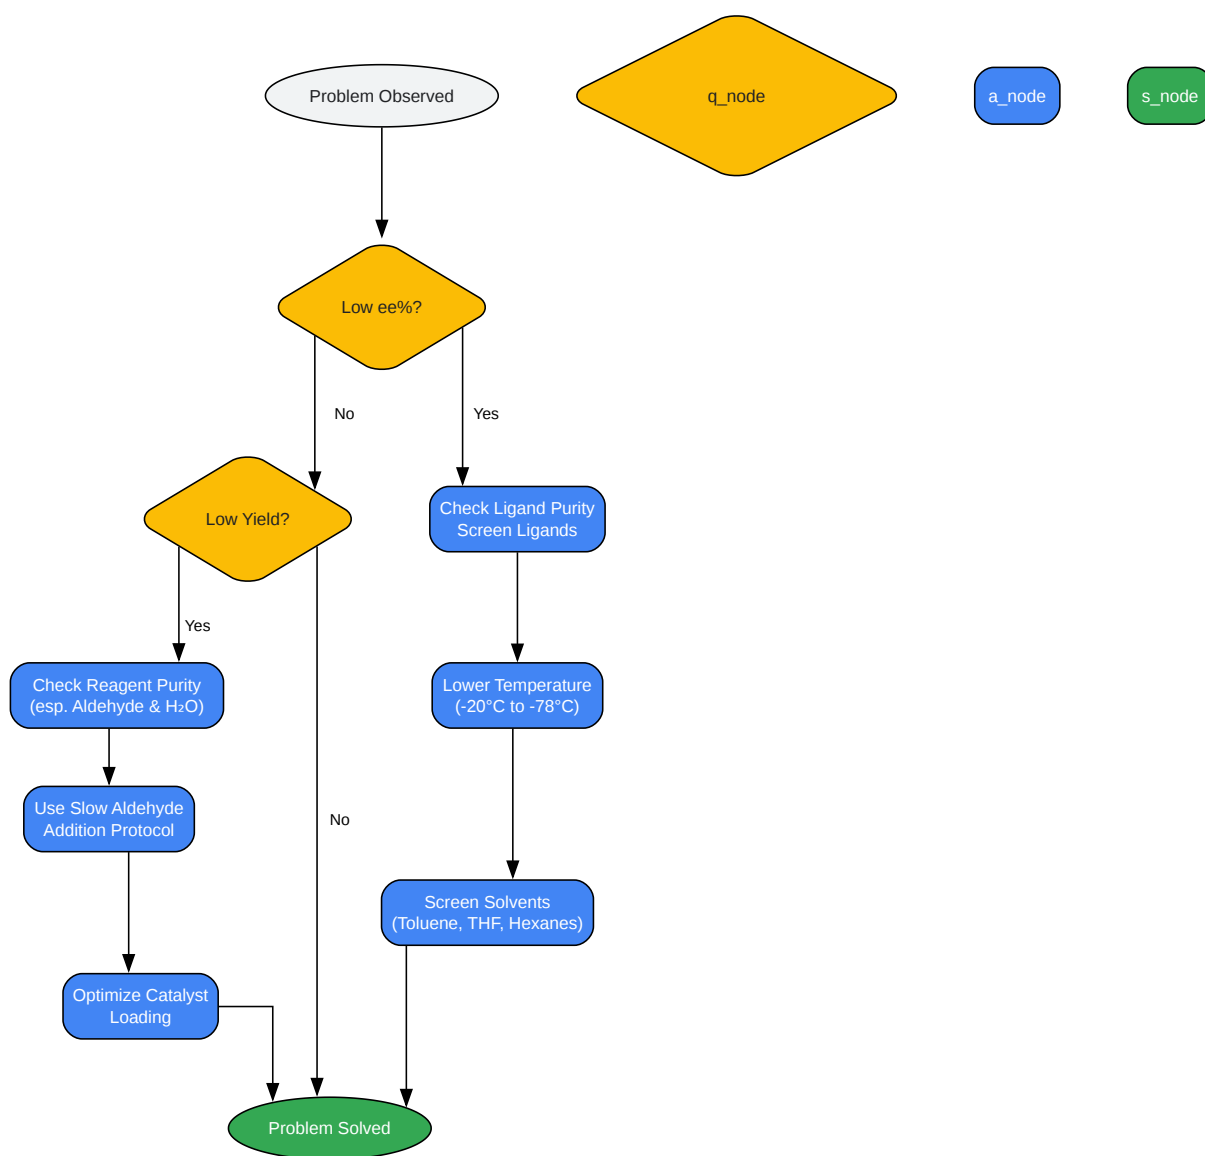 Problem Observed
q_node
a_node
s_node
Low ee%?
No
Yes
Low Yield?
Check Ligand Purity
Screen Ligands
Yes
Check Reagent Purity
(esp. Aldehyde & H₂O)
Lower Temperature
(-20°C to -78°C)
Use Slow Aldehyde
Addition Protocol
No
Screen Solvents
(Toluene, THF, Hexanes)
Optimize Catalyst
Loading
Problem Solved